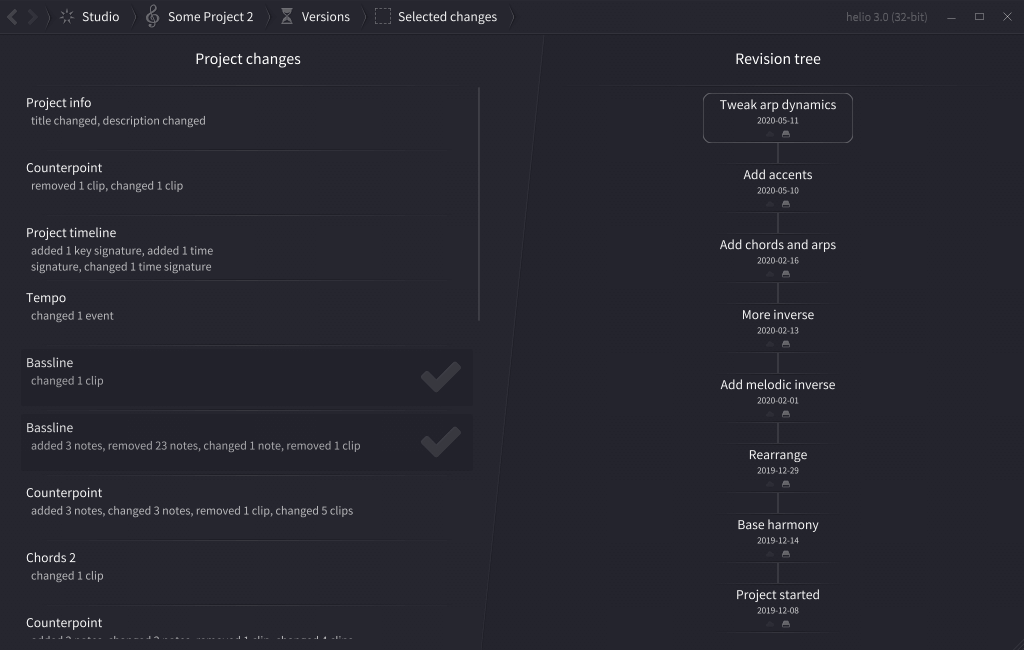 Studio
Some Project 2
Versions
Selected changes
helio 3.0 (32-bit)
Project changes
Project info
title changed, description changed
Counterpoint
removed 1 clip, changed 1 clip
Project timeline
added 1 key signature, added 1 time
signature, changed 1 time signature
Tempo
changed 1 event
Bassline
changed 1 clip
Bassline
added 3 notes, removed 23 notes, changed 1 note, removed 1 clip
Counterpoint
added 3 notes, changed 3 notes, removed 1 clip, changed 5 clips
Chords 2
changed 1 clip
Counterpoint
Revision tree
Tweak arp dynamics
2020-05-11
Add accents
2020-05-10
Add chords and arps
2020-02-16
More inverse
2020-02-13
Add melodic inverse
2020-02-01
Rearrange
2019-12-29
Base harmony
2019-12-14
Project started
2019-12-08